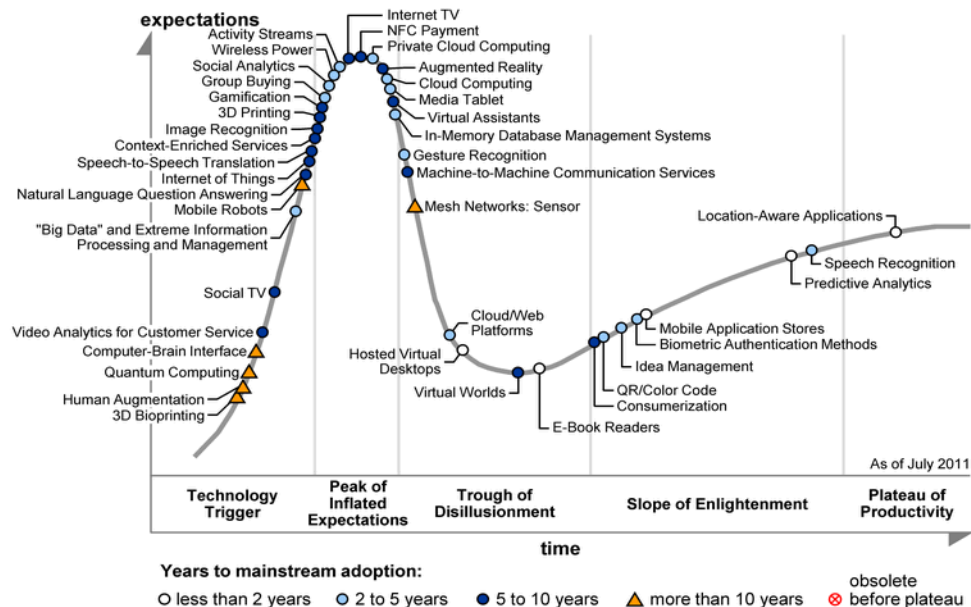 expectations
Internet TV
NFC Payment
Activity Streams
Wireless Power
Private Cloud Computing
Social Analytics
Augmented Reality
Group Buying
Cloud Computing
Gamification
Media Tablet
3D Printing
Virtual Assistants
Image Recognition
In-Memory Database Management Systems
Context-Enriched Services
Speech-to-Speech Translation
Gesture Recognition
Internet of Things
Machine-to-Machine Communication Services
Natural Language Question Answering
Mobile Robots
Mesh Networks: Sensor
"Big Data" and Extreme Information
Processing and Management
Location-Aware Applications
Speech Recognition
Predictive Analytics
Social TV
Video Analytics for Customer Service
Computer-Brain Interface
Quantum Computing
Human Augmentation
3D Bioprinting
Cloud/Web
Platforms
Hosted Virtual
Desktops
Virtual Worlds
E-Book Readers
Mobile Application Stores
Biometric Authentication Methods
Idea Management
QR/Color Code
Consumerization
As of July 2011
Technology
Trigger
Peak of
Inflated
Expectations
Trough of
Disillusionment
Slope of Enlightenment
Plateau of
Productivity
time
Years to mainstream adoption:
less than 2 years
2 to 5 years
5 to 10 years
more than 10 years
obsolete
before plateau